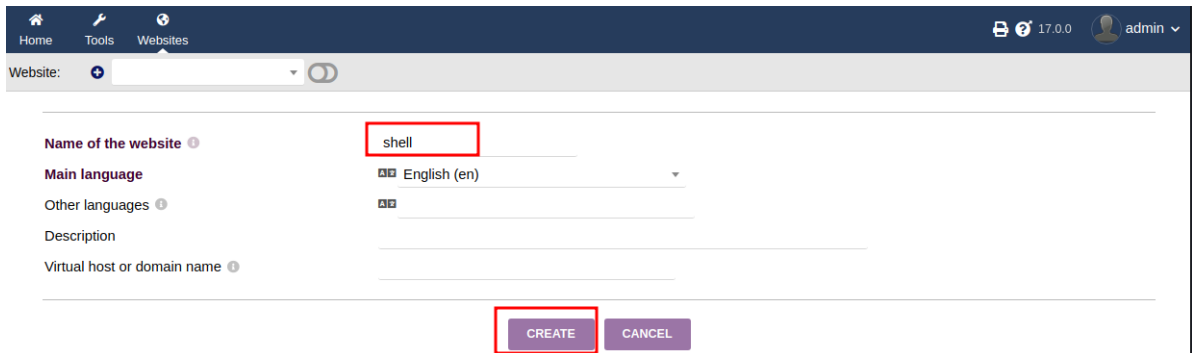 Home Tools Websites 17.0.0 admin
Website:
Name of the website shell
Main language English (en)
Other languages
Description
Virtual host or domain name
CREATE CANCEL